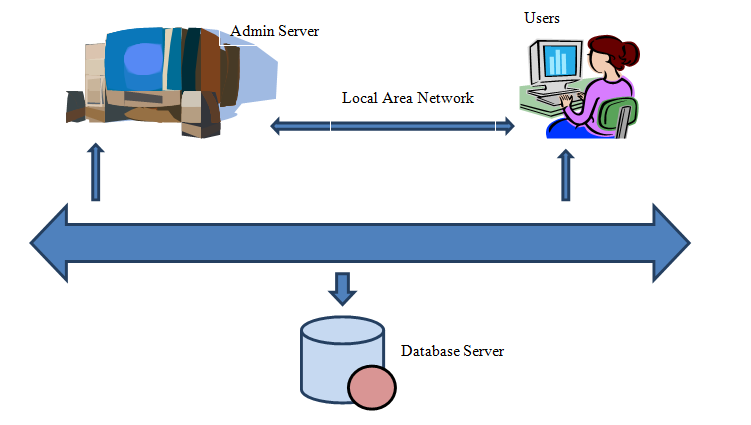 Users
Admin Server
Local Area Network
Database Server